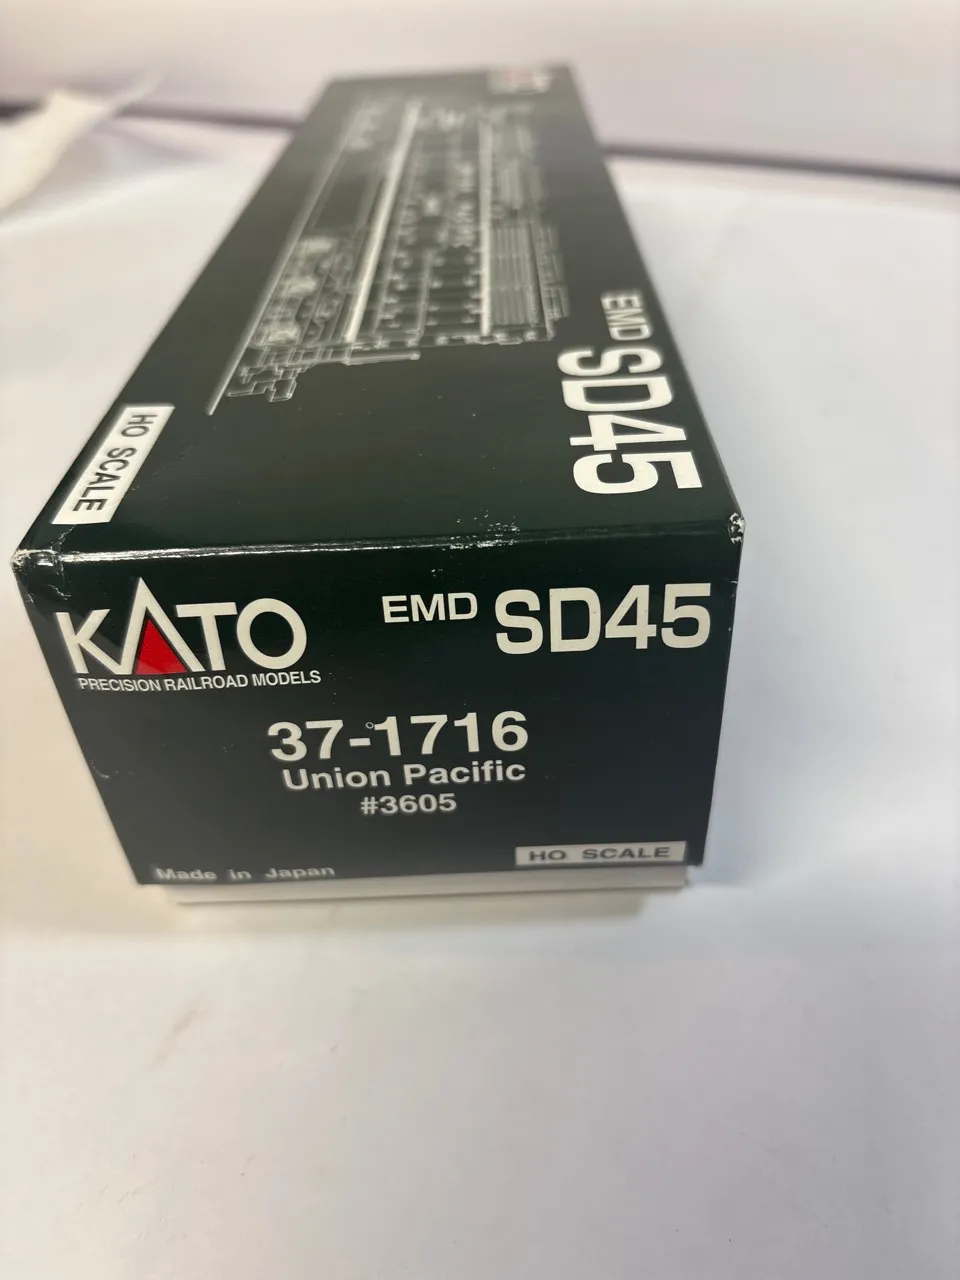 EMD SD45
HO SCALE
KATO
PRECISION RAILROAD MODELS
EMD SD45
37-1716
Union Pacific
#3605
Made in Japan
HO SCALE